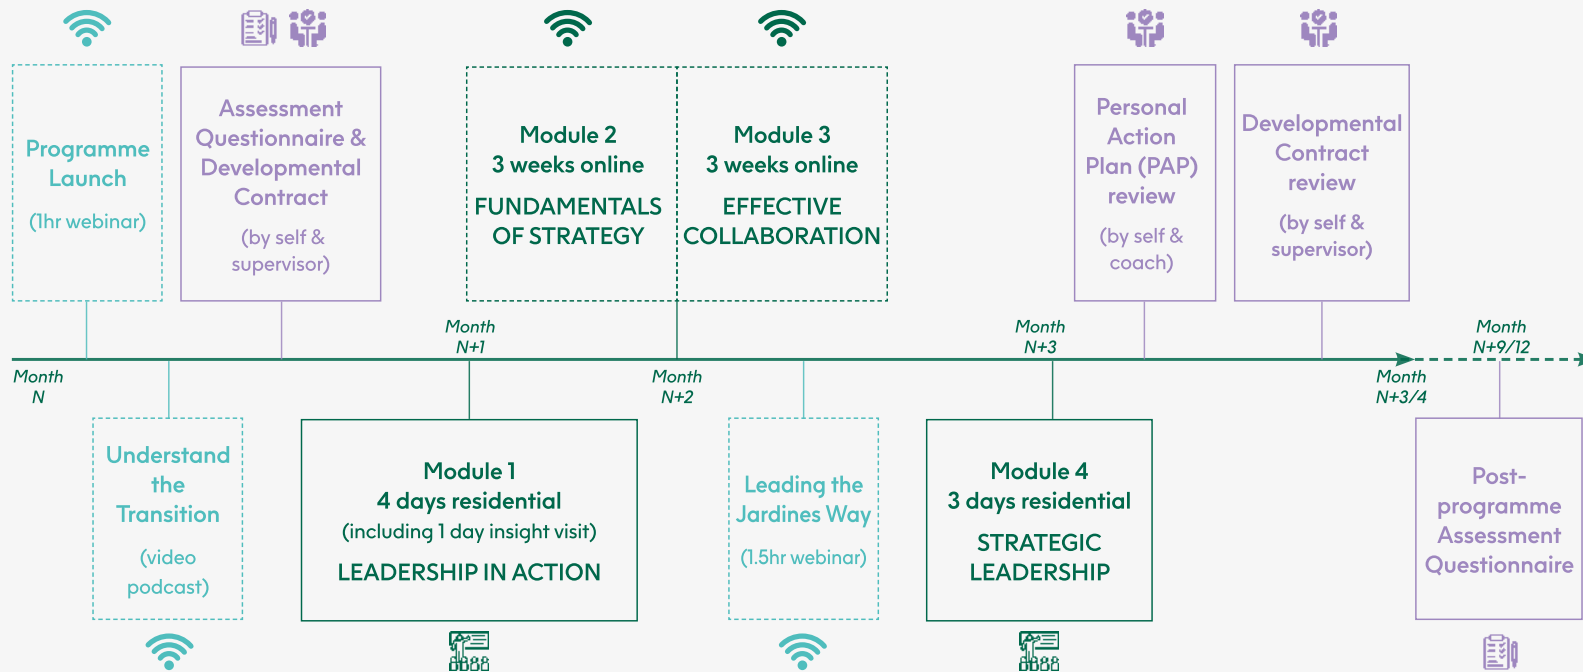 Programme
Launch
(1hr webinar)
Assessment
Questionnaire &
Developmental
Contract
(by self &
supervisor)
Module 2
3 weeks online
FUNDAMENTALS
OF STRATEGY
Module 3
3 weeks online
EFFECTIVE
COLLABORATION
Personal
Action
Plan (PAP)
review
(by self &
coach)
Developmental
Contract
review
(by self &
supervisor)
Month
N
Month
N+1
Month
N+2
Month
N+3
Month
N+3/4
Month
N+9/12
Understand
the
Transition
(video
podcast)
Module 1
4 days residential
(including 1 day insight visit)
LEADERSHIP IN ACTION
Leading the
Jardines Way
(1.5hr webinar)
Module 4
3 days residential
STRATEGIC
LEADERSHIP
Post-
programme
Assessment
Questionnaire